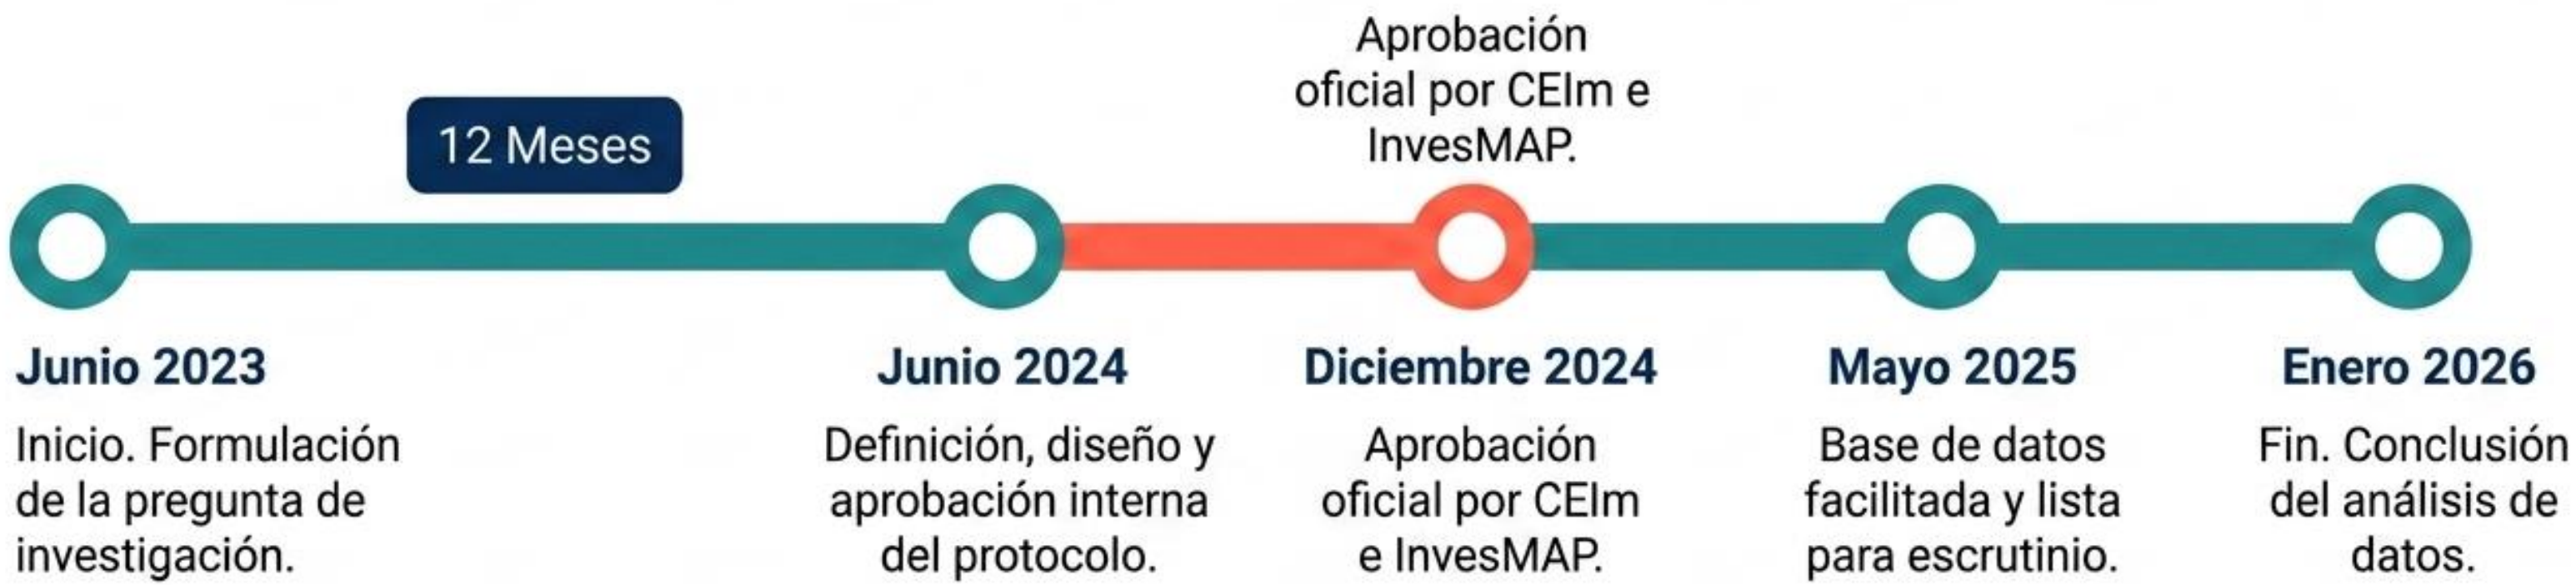 Aprobación
oficial por CEIm e
InvesMAP.
12 Meses
Junio 2023
Inicio. Formulación
de la pregunta de
investigación.
Junio 2024
Definición, diseño y
aprobación interna
del protocolo.
Diciembre 2024
Aprobación
oficial por CEIm
e InvesMAP.
Mayo 2025
Base de datos
facilitada y lista
para escrutinio.
Enero 2026
Fin. Conclusión
del análisis de
datos.